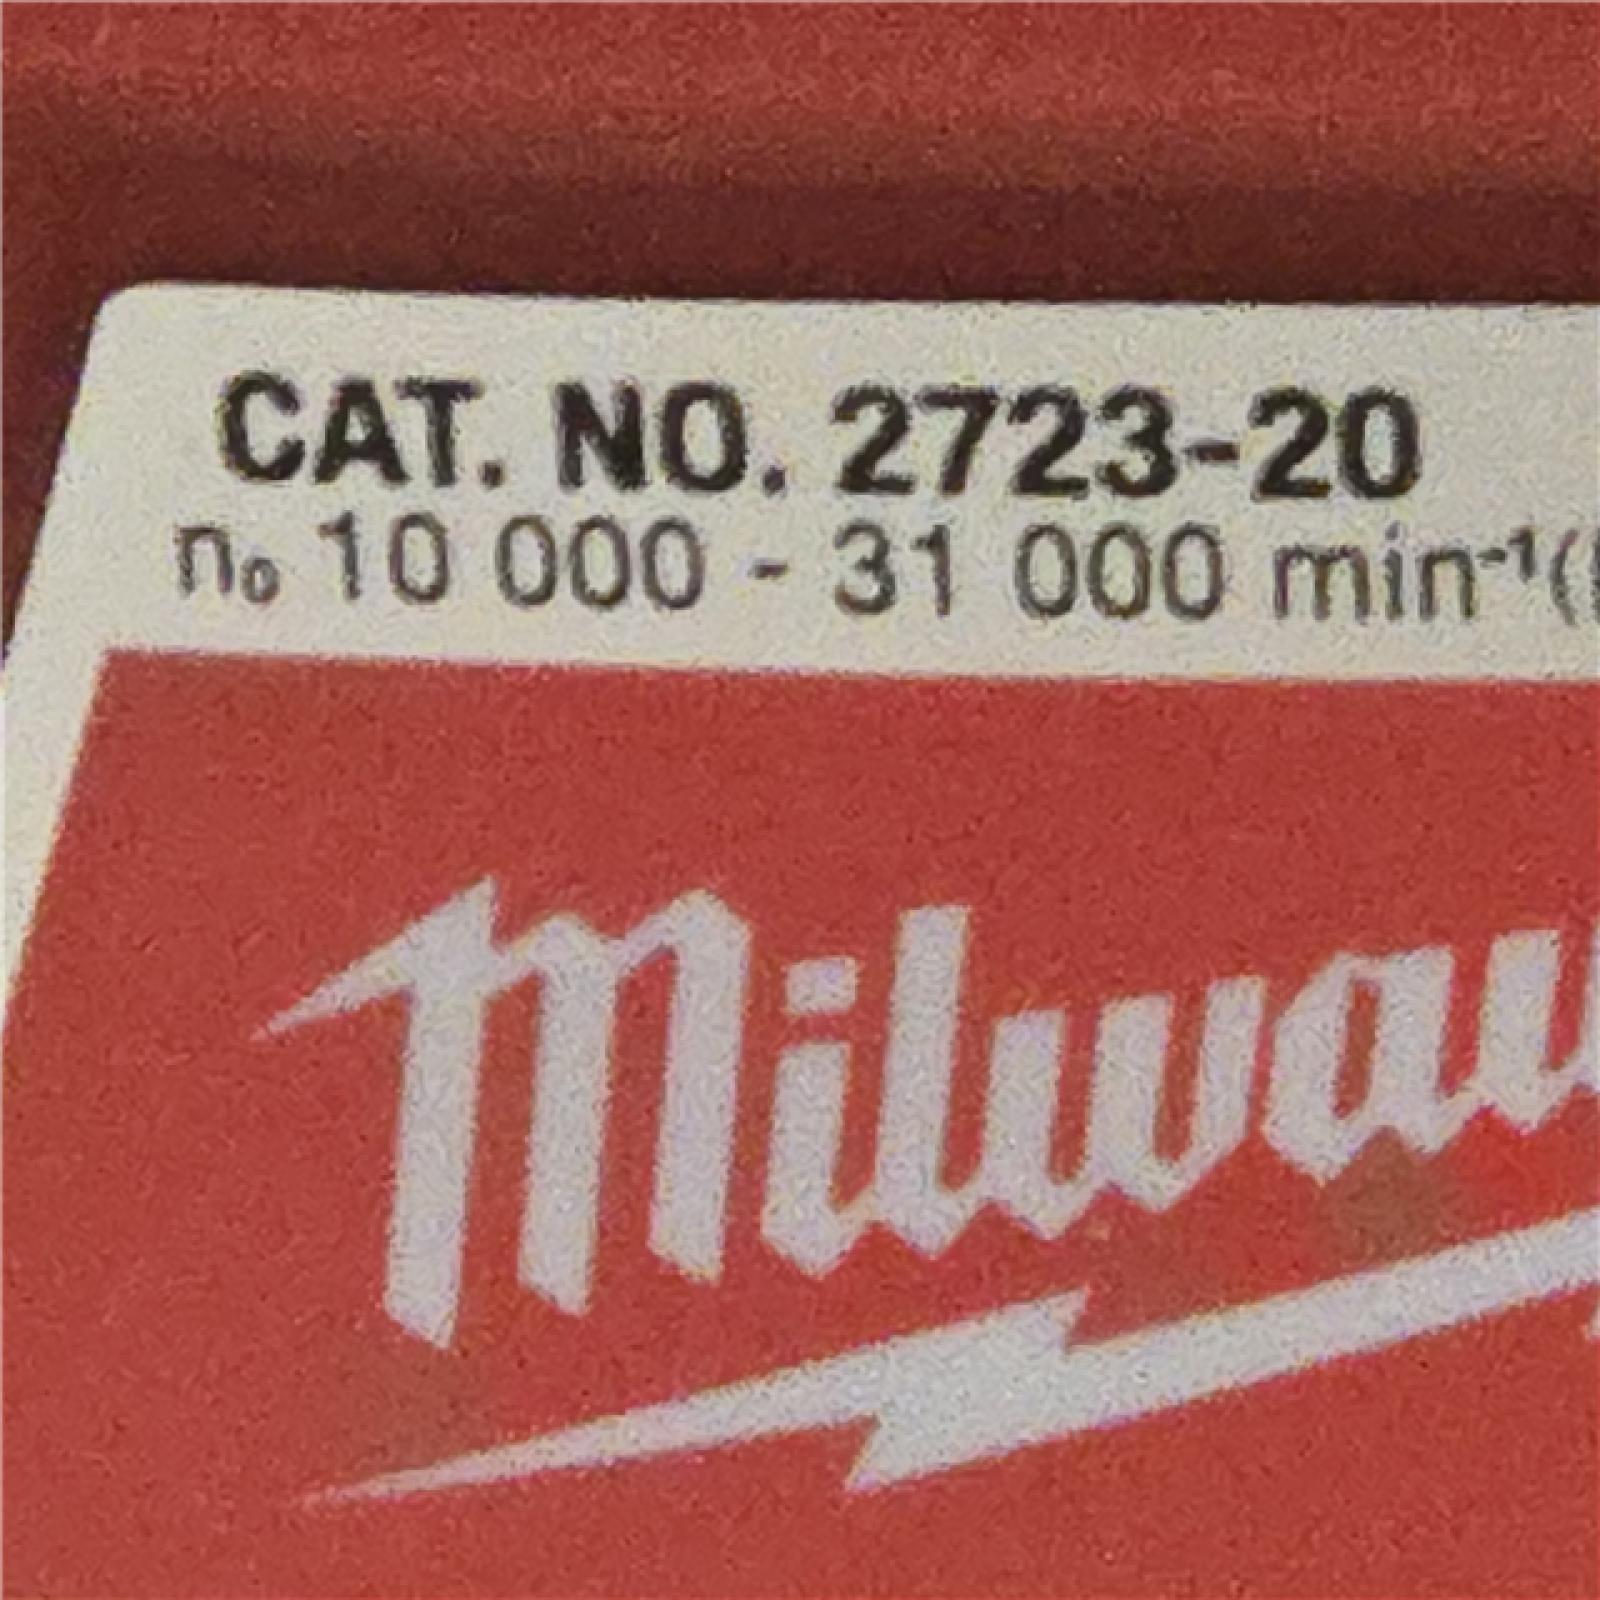 CAT. NO. 2723-20
n₀ 10 000 - 31 000 min⁻¹(
Milwau